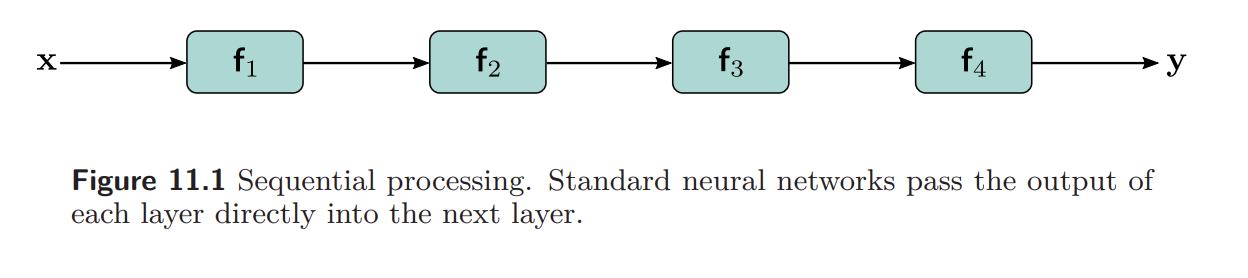 x f₁ f₂ f₃ f₄ y
Figure 11.1 Sequential processing. Standard neural networks pass the output of
each layer directly into the next layer.